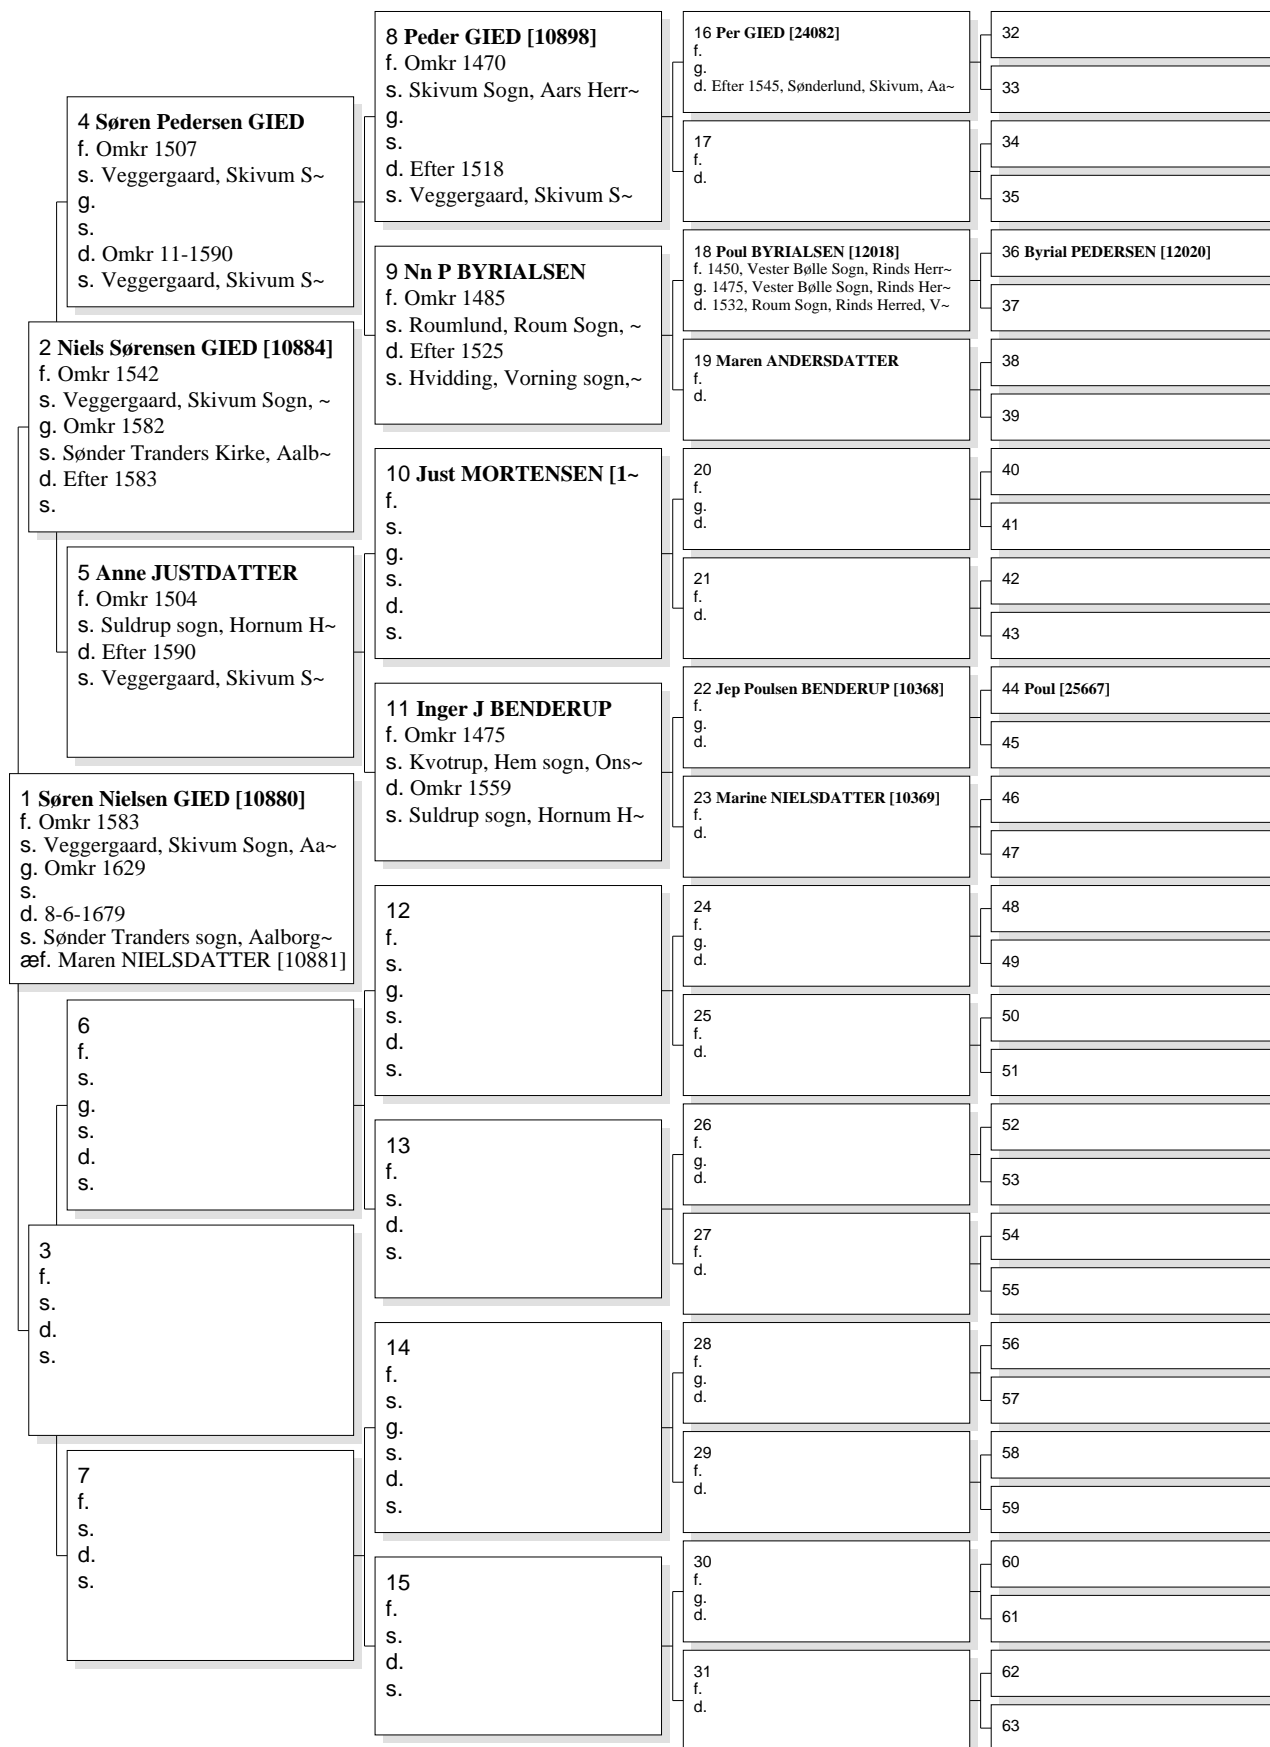 1 Søren Nielsen GIED [10880]
f. Omkr 1583
s. Veggergaard, Skivum Sogn, Aa~
g. Omkr 1629
s.
d. 8-6-1679
s. Sønder Tranders sogn, Aalborg~
æf. Maren NIELSDATTER [10881]
2 Niels Sørensen GIED [10884]
f. Omkr 1542
s. Veggergaard, Skivum Sogn, ~
g. Omkr 1582
s. Sønder Tranders Kirke, Aalb~
d. Efter 1583
s.
3
f.
s.
d.
s.
4 Søren Pedersen GIED
f. Omkr 1507
s. Veggergaard, Skivum S~
g.
s.
d. Omkr 11-1590
s. Veggergaard, Skivum S~
5 Anne JUSTDATTER
f. Omkr 1504
s. Suldrup sogn, Hornum H~
d. Efter 1590
s. Veggergaard, Skivum S~
6
f.
s.
g.
s.
d.
s.
7
f.
s.
d.
s.
8 Peder GIED [10898]
f. Omkr 1470
s. Skivum Sogn, Aars Herr~
g.
s.
d. Efter 1518
s. Veggergaard, Skivum S~
9 Nn P BYRIALSEN
f. Omkr 1485
s. Roumlund, Roum Sogn, ~
d. Efter 1525
s. Hvidding, Vorning sogn,~
10 Just MORTENSEN [1~
f.
s.
g.
s.
d.
s.
11 Inger J BENDERUP
f. Omkr 1475
s. Kvotrup, Hem sogn, Ons~
d. Omkr 1559
s. Suldrup sogn, Hornum H~
12
f.
s.
g.
s.
d.
s.
13
f.
s.
d.
s.
14
f.
s.
g.
s.
d.
s.
15
f.
s.
d.
s.
16 Per GIED [24082]
f.
g.
d. Efter 1545, Sønderlund, Skivum, Aa~
17
f.
d.
18 Poul BYRIALSEN [12018]
f. 1450, Vester Bølle Sogn, Rinds Herr~
g. 1475, Vester Bølle Sogn, Rinds Her~
d. 1532, Roum Sogn, Rinds Herred, V~
19 Maren ANDERSDATTER
f.
d.
20
f.
g.
d.
21
f.
d.
22 Jep Poulsen BENDERUP [10368]
f.
g.
d.
23 Marine NIELSDATTER [10369]
f.
d.
24
f.
g.
d.
25
f.
d.
26
f.
g.
d.
27
f.
d.
28
f.
g.
d.
29
f.
d.
30
f.
g.
d.
31
f.
d.
32
33
34
35
36 Byrial PEDERSEN [12020]
37
38
39
40
41
42
43
44 Poul [25667]
45
46
47
48
49
50
51
52
53
54
55
56
57
58
59
60
61
62
63